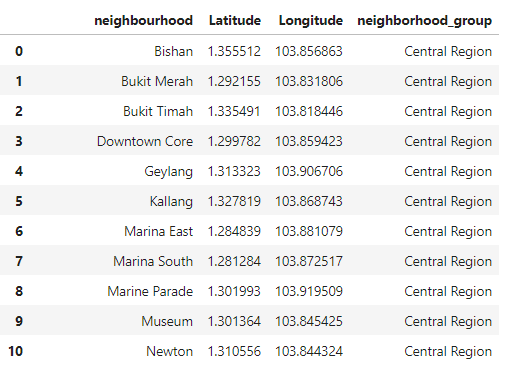 neighbourhood Latitude Longitude neighborhood_group
0 Bishan 1.355512 103.856863 Central Region
1 Bukit Merah 1.292155 103.831806 Central Region
2 Bukit Timah 1.335491 103.818446 Central Region
3 Downtown Core 1.299782 103.859423 Central Region
4 Geylang 1.313323 103.906706 Central Region
5 Kallang 1.327819 103.868743 Central Region
6 Marina East 1.284839 103.881079 Central Region
7 Marina South 1.281284 103.872517 Central Region
8 Marine Parade 1.301993 103.919509 Central Region
9 Museum 1.301364 103.845425 Central Region
10 Newton 1.310556 103.844324 Central Region